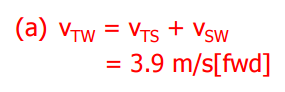 (a) vTW = vTS + vSW
= 3.9 m/s[fwd]